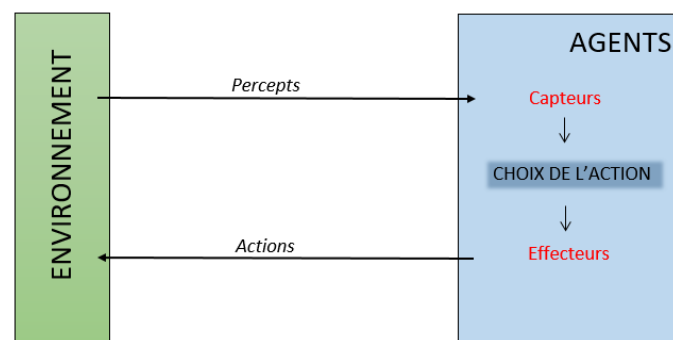 ENVIRONNEMENT
AGENTS
Percepts
Capteurs
CHOIX DE L'ACTION
Actions
Effecteurs